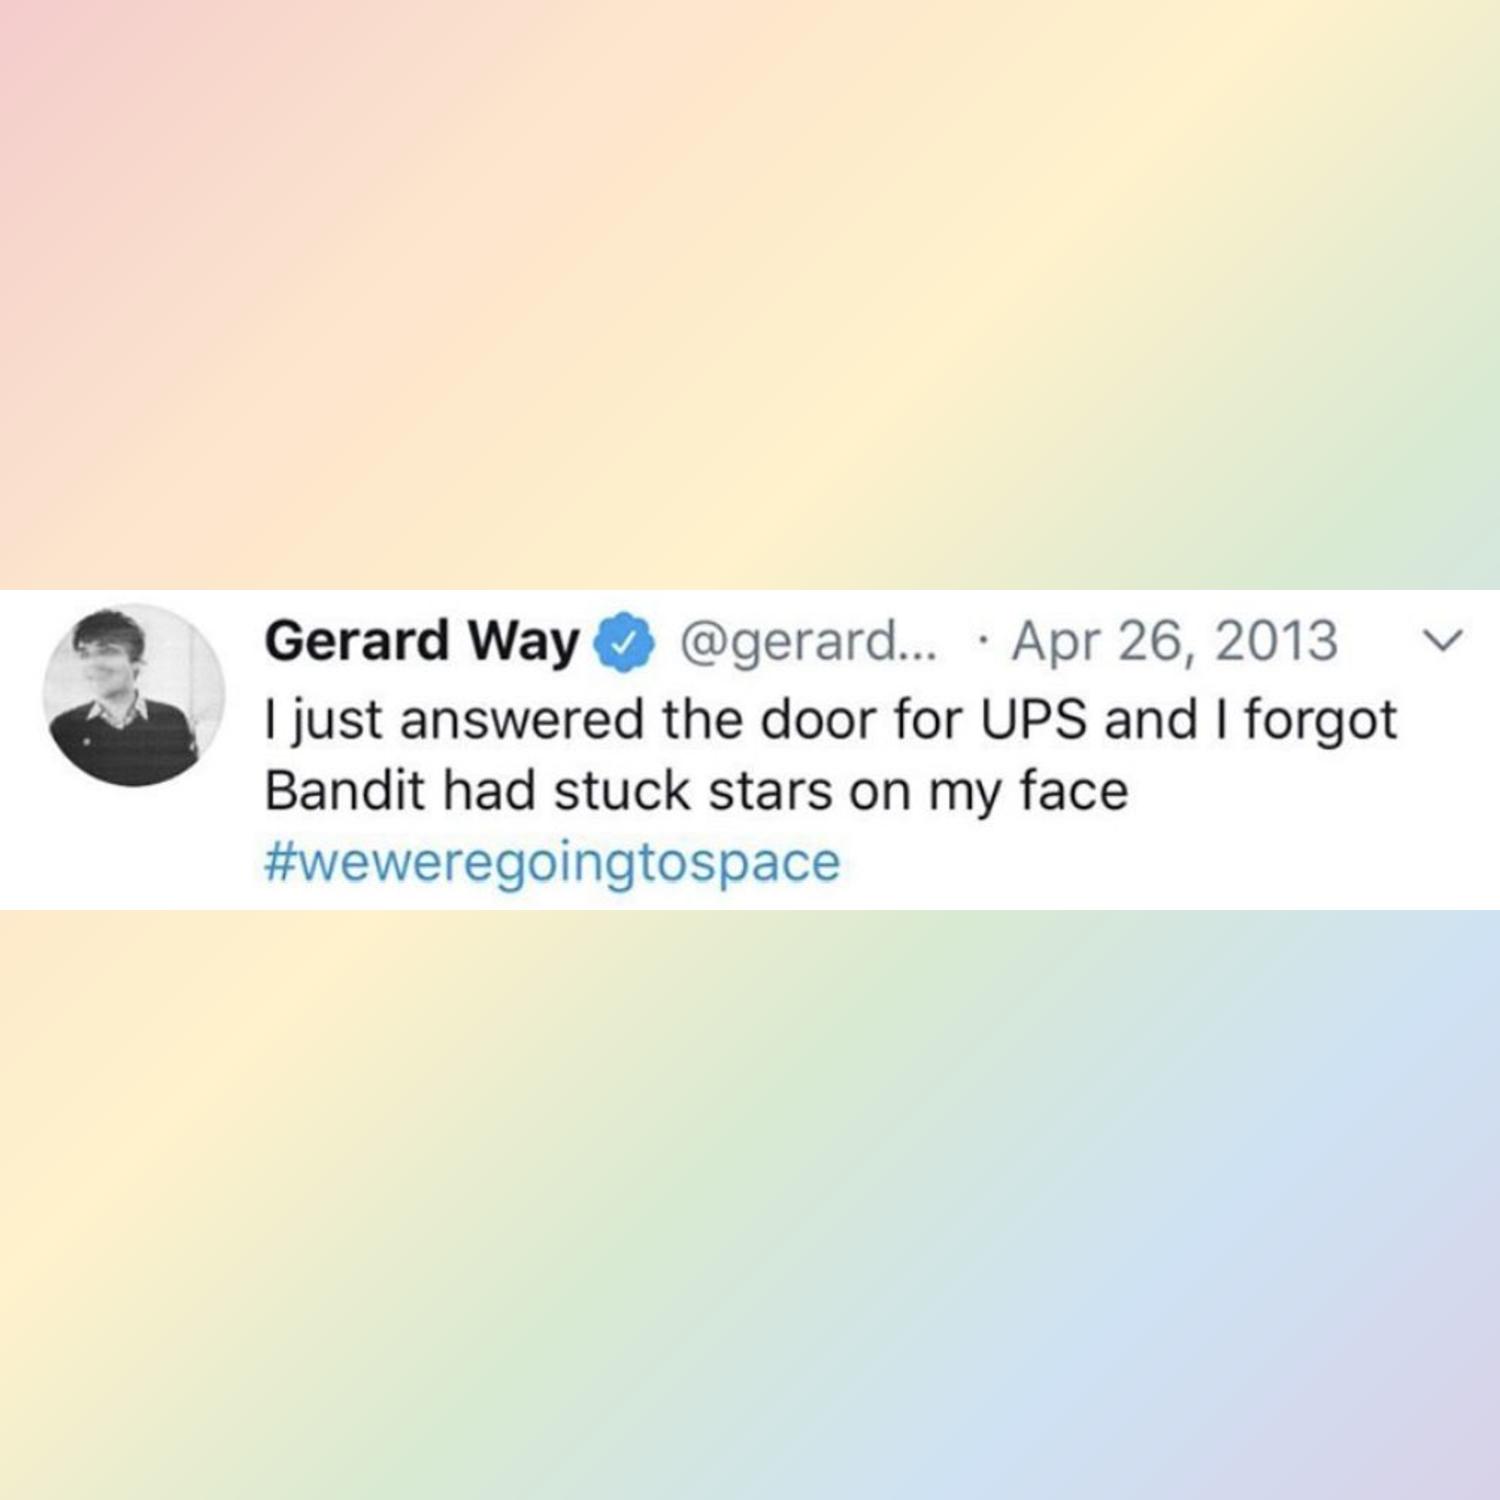 Gerard Way @gerard... · Apr 26, 2013
I just answered the door for UPS and I forgot
Bandit had stuck stars on my face
#weweregoingtospace